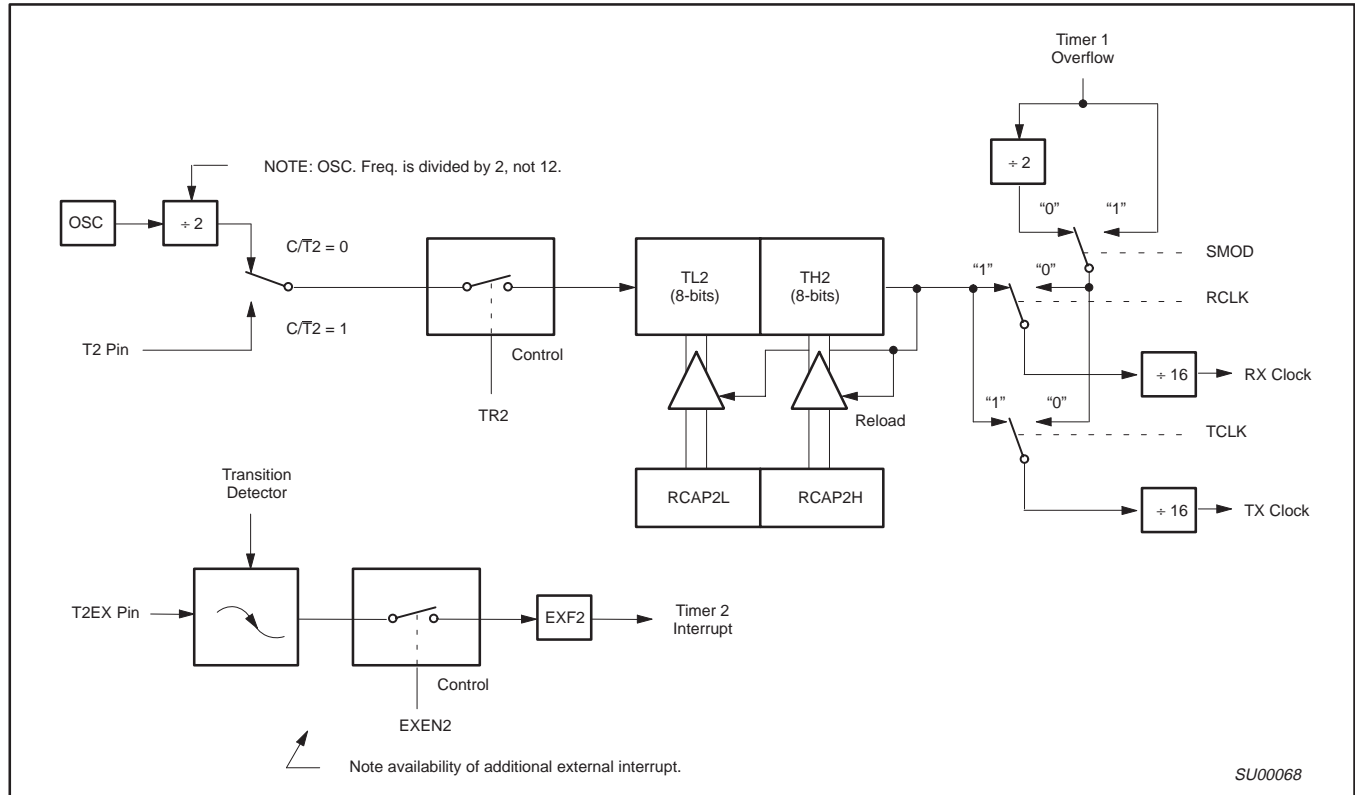 Timer 1
Overflow
NOTE: OSC. Freq. is divided by 2, not 12.
÷ 2
“0”
“1”
OSC
÷ 2
C/T̅2 = 0
SMOD
TL2
(8-bits)
TH2
(8-bits)
“1”
“0”
RCLK
C/T̅2 = 1
T2 Pin
Control
÷ 16
RX Clock
TR2
Reload
“1”
“0”
TCLK
Transition
Detector
RCAP2L
RCAP2H
÷ 16
TX Clock
T2EX Pin
EXF2
Timer 2
Interrupt
Control
EXEN2
Note availability of additional external interrupt.
SU00068